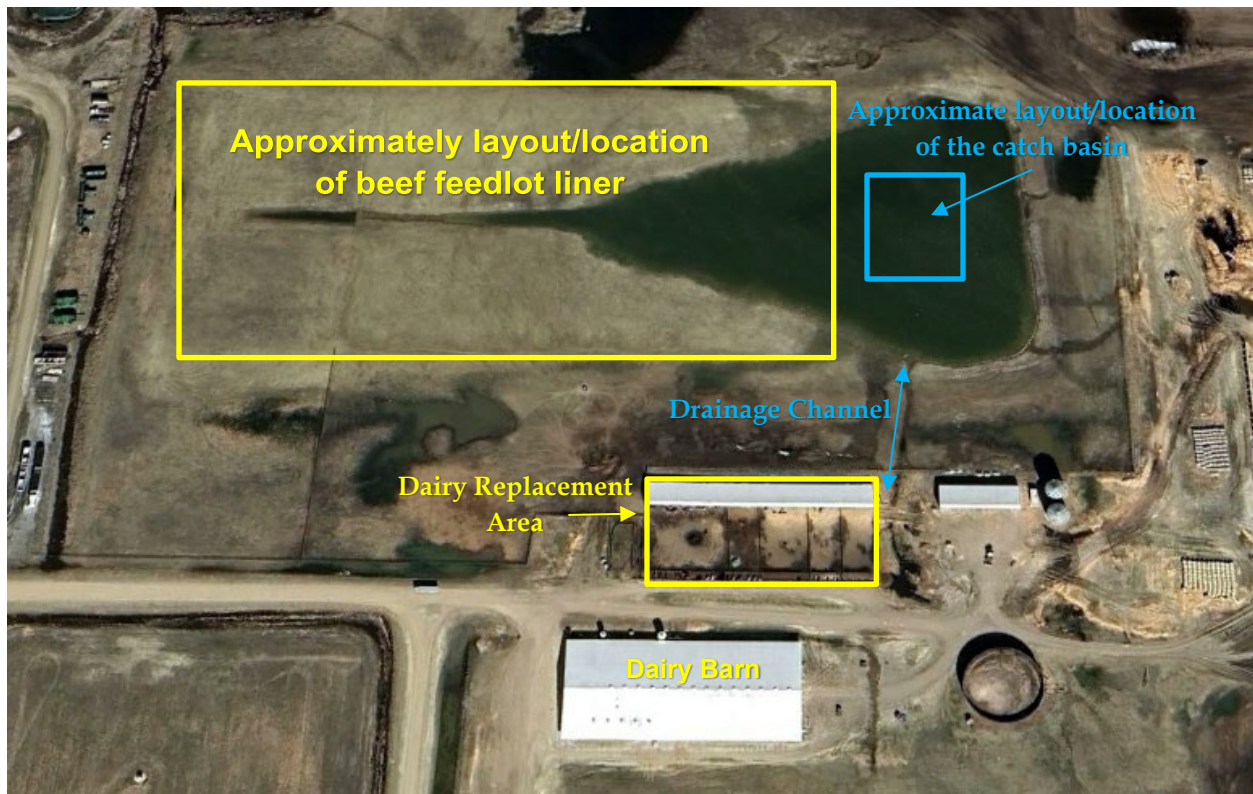 Approximately layout/location
of beef feedlot liner
Approximate layout/location
of the catch basin
Drainage Channel
Dairy Replacement
Area
Dairy Barn